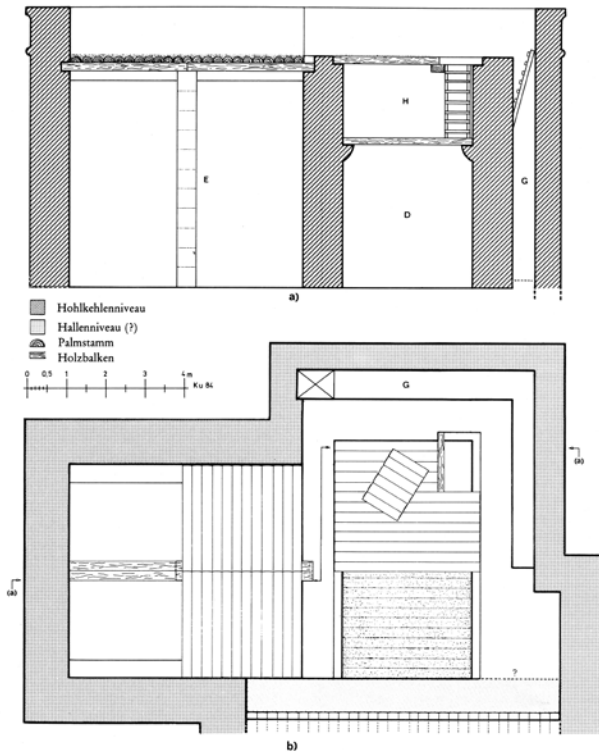 H
E
G
D
a)
Hohlkehlenniveau
Hallenniveau (?)
Palmstamm
Holzbalken
0 0,5 1 2 3 4 m
Ku 84
G
(a)
(a)
?
b)